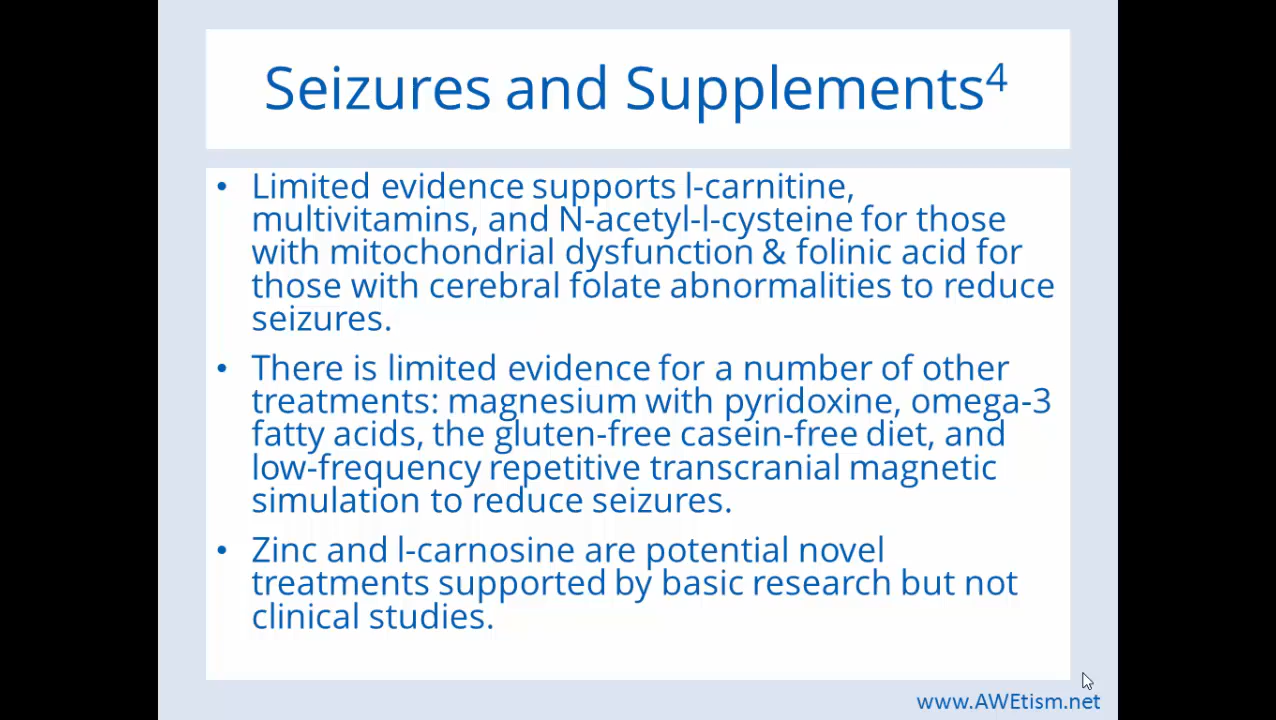 Seizures and Supplements⁴
• Limited evidence supports l-carnitine,
multivitamins, and N-acetyl-l-cysteine for those
with mitochondrial dysfunction & folinic acid for
those with cerebral folate abnormalities to reduce
seizures.
• There is limited evidence for a number of other
treatments: magnesium with pyridoxine, omega-3
fatty acids, the gluten-free casein-free diet, and
low-frequency repetitive transcranial magnetic
simulation to reduce seizures.
• Zinc and l-carnosine are potential novel
treatments supported by basic research but not
clinical studies.
www.AWEtism.net